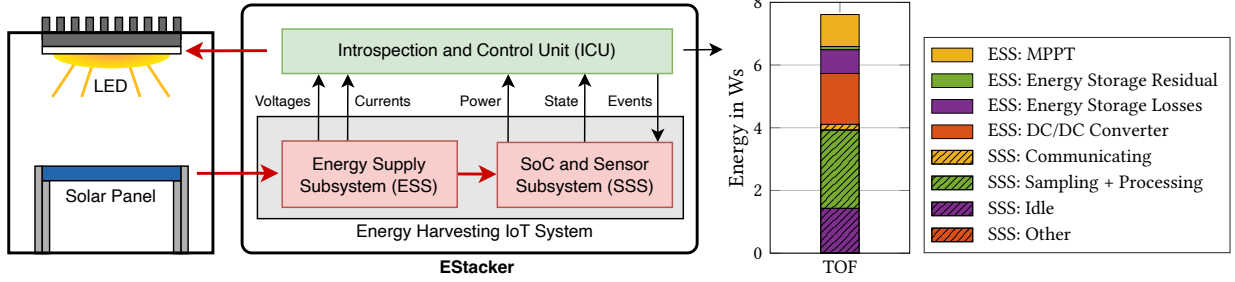 LED
Solar Panel
Introspection and Control Unit (ICU)
Voltages
Currents
Power
State
Events
Energy Supply
Subsystem (ESS)
SoC and Sensor
Subsystem (SSS)
Energy Harvesting IoT System
EStacker
Energy in Ws
8
6
4
2
0
TOF
ESS: MPPT
ESS: Energy Storage Residual
ESS: Energy Storage Losses
ESS: DC/DC Converter
SSS: Communicating
SSS: Sampling + Processing
SSS: Idle
SSS: Other